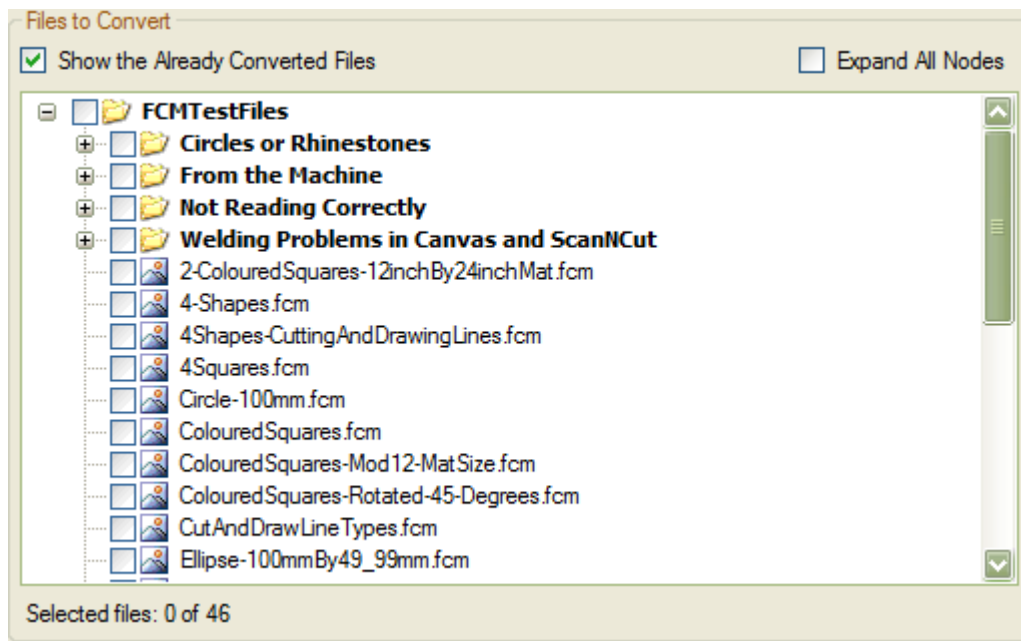 Files to Convert
Show the Already Converted Files Expand All Nodes
FCMTestFiles
Circles or Rhinestones
From the Machine
Not Reading Correctly
Welding Problems in Canvas and ScanNCut
2-ColouredSquares-12inchBy24inchMat.fcm
4-Shapes.fcm
4Shapes-CuttingAndDrawingLines.fcm
4Squares.fcm
Circle-100mm.fcm
ColouredSquares.fcm
ColouredSquares-Mod12-MatSize.fcm
ColouredSquares-Rotated-45-Degrees.fcm
CutAndDrawLineTypes.fcm
Ellipse-100mmBy49_99mm.fcm
Selected files: 0 of 46